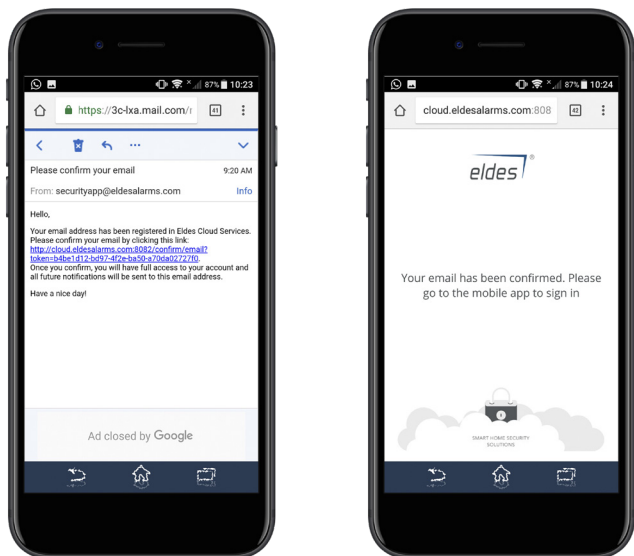 87% 10:23
https://3c-lxa.mail.com/r
41
Please confirm your email 9:20 AM
From: securityapp@eldesalarms.com Info
Hello,
Your email address has been registered in Eldes Cloud Services.
Please confirm your email by clicking this link:
http://cloud.eldesalarms.com:8082/confirm/email?
token=b4be1d12-bd97-4f2e-ba50-a70da02727f0.
Once you confirm, you will have full access to your account and
all future notifications will be sent to this email address.
Have a nice day!
Ad closed by Google
87% 10:24
cloud.eldesalarms.com:808
42
eldes®
Your email has been confirmed. Please
go to the mobile app to sign in
SMART HOME SECURITY
SOLUTIONS